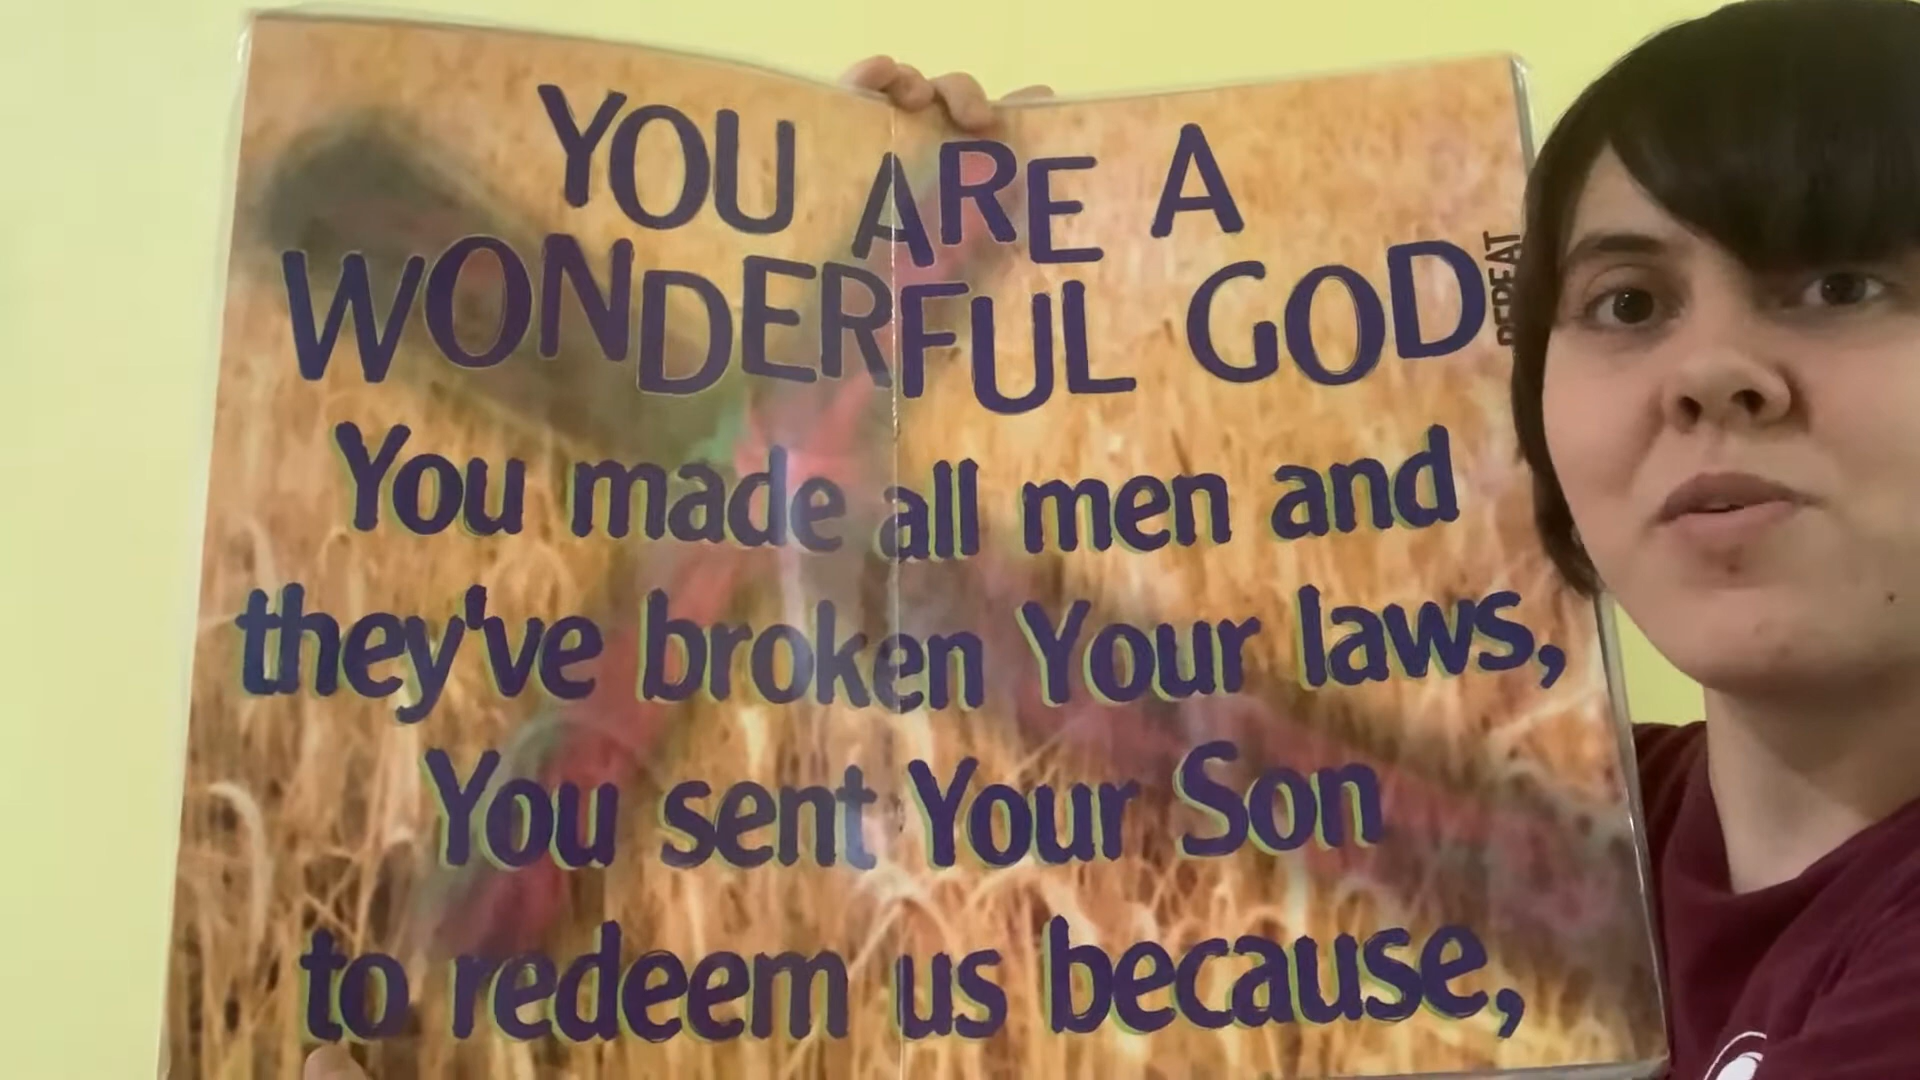 YOU ARE A
WONDERFUL GOD
REPEAT
You made all men and
they've broken Your laws,
You sent Your Son
to redeem us because,